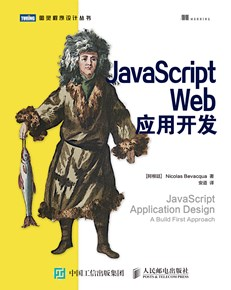 TURING
图灵程序设计丛书
MANNING
JavaScript
Web
应用开发
[阿根廷] Nicolas Bevacqua 著
安道 译
JavaScript
Application Design
A Build First Approach
中国工信出版集团
人民邮电出版社
POSTS & TELECOM PRESS